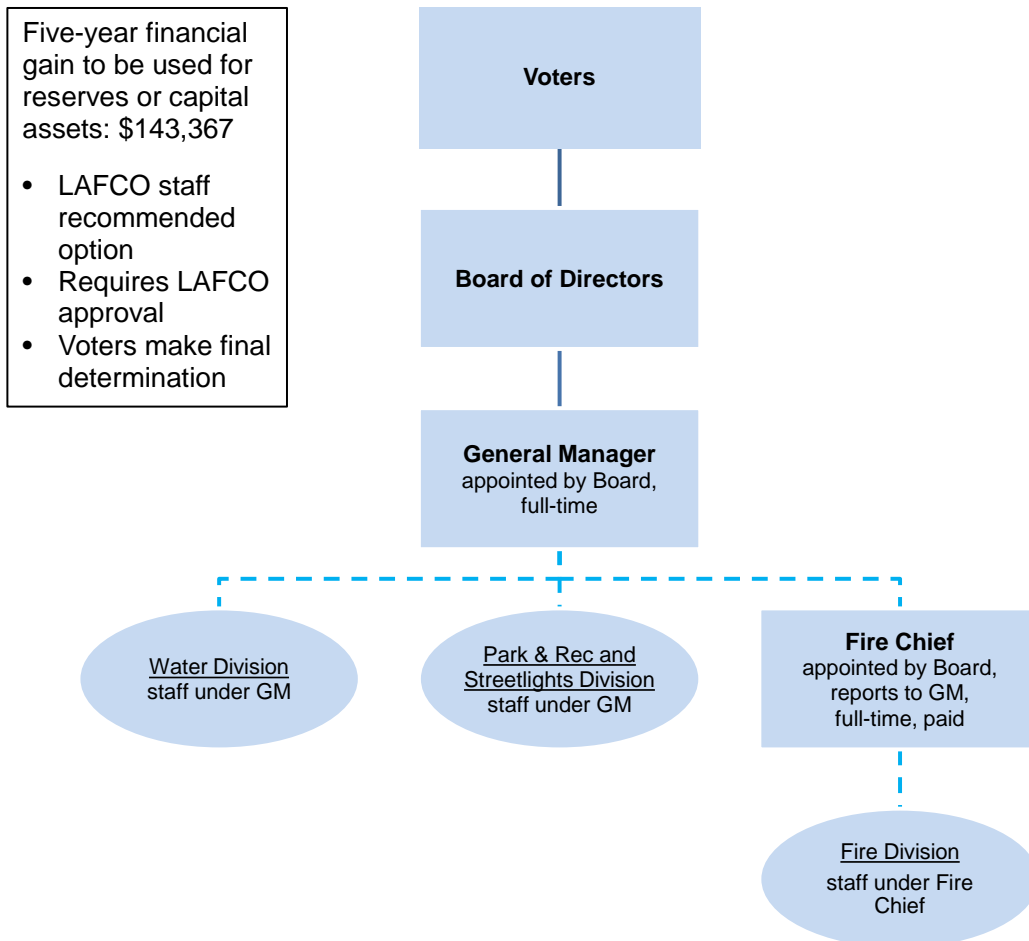 Five-year financial
gain to be used for
reserves or capital
assets: $143,367
• LAFCO staff
recommended
option
• Requires LAFCO
approval
• Voters make final
determination
Voters
Board of Directors
General Manager
appointed by Board,
full-time
Water Division
staff under GM
Park & Rec and
Streetlights Division
staff under GM
Fire Chief
appointed by Board,
reports to GM,
full-time, paid
Fire Division
staff under Fire
Chief